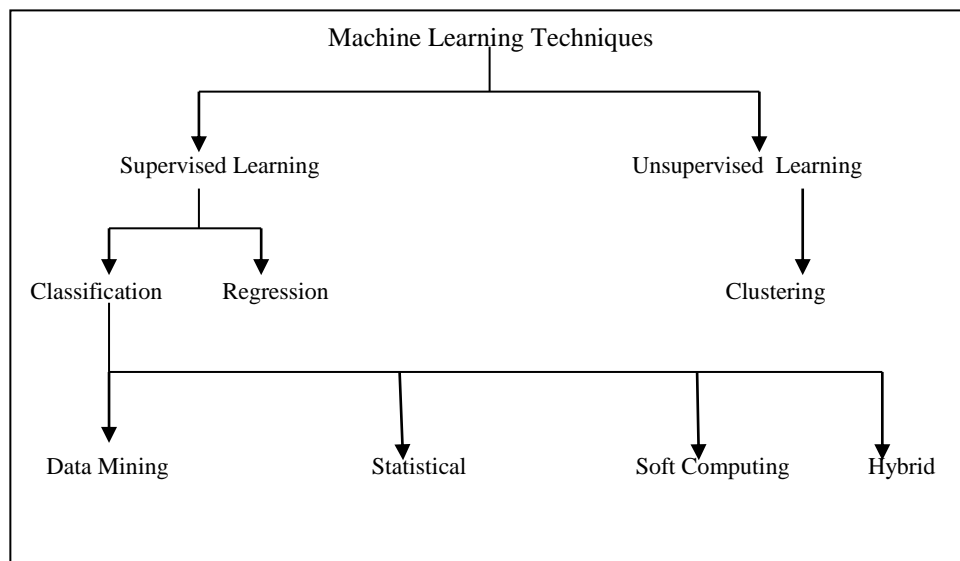 Machine Learning Techniques
Supervised Learning
Unsupervised Learning
Classification
Regression
Clustering
Data Mining
Statistical
Soft Computing
Hybrid